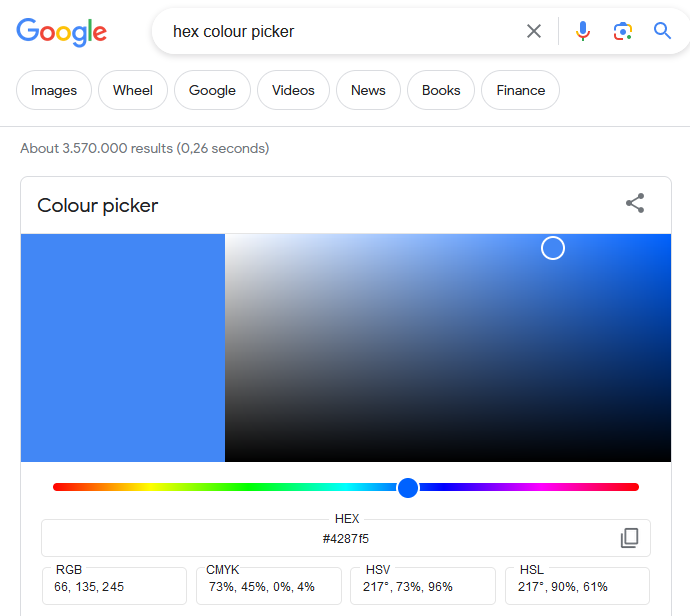 Google
hex colour picker
Images Wheel Google Videos News Books Finance
About 3.570.000 results (0,26 seconds)
Colour picker
HEX
#4287f5
RGB CMYK HSV HSL
66, 135, 245 73%, 45%, 0%, 4% 217°, 73%, 96% 217°, 90%, 61%